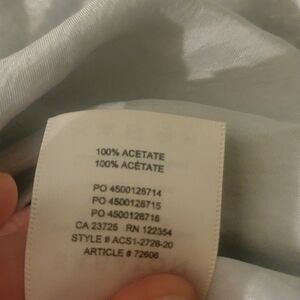 100% ACETATE
100% ACÉTATE
PO 4500128714
PO 4500128715
PO 4500128716
CA 23725 RN 122354
STYLE # ACS1-2728-20
ARTICLE # 72606